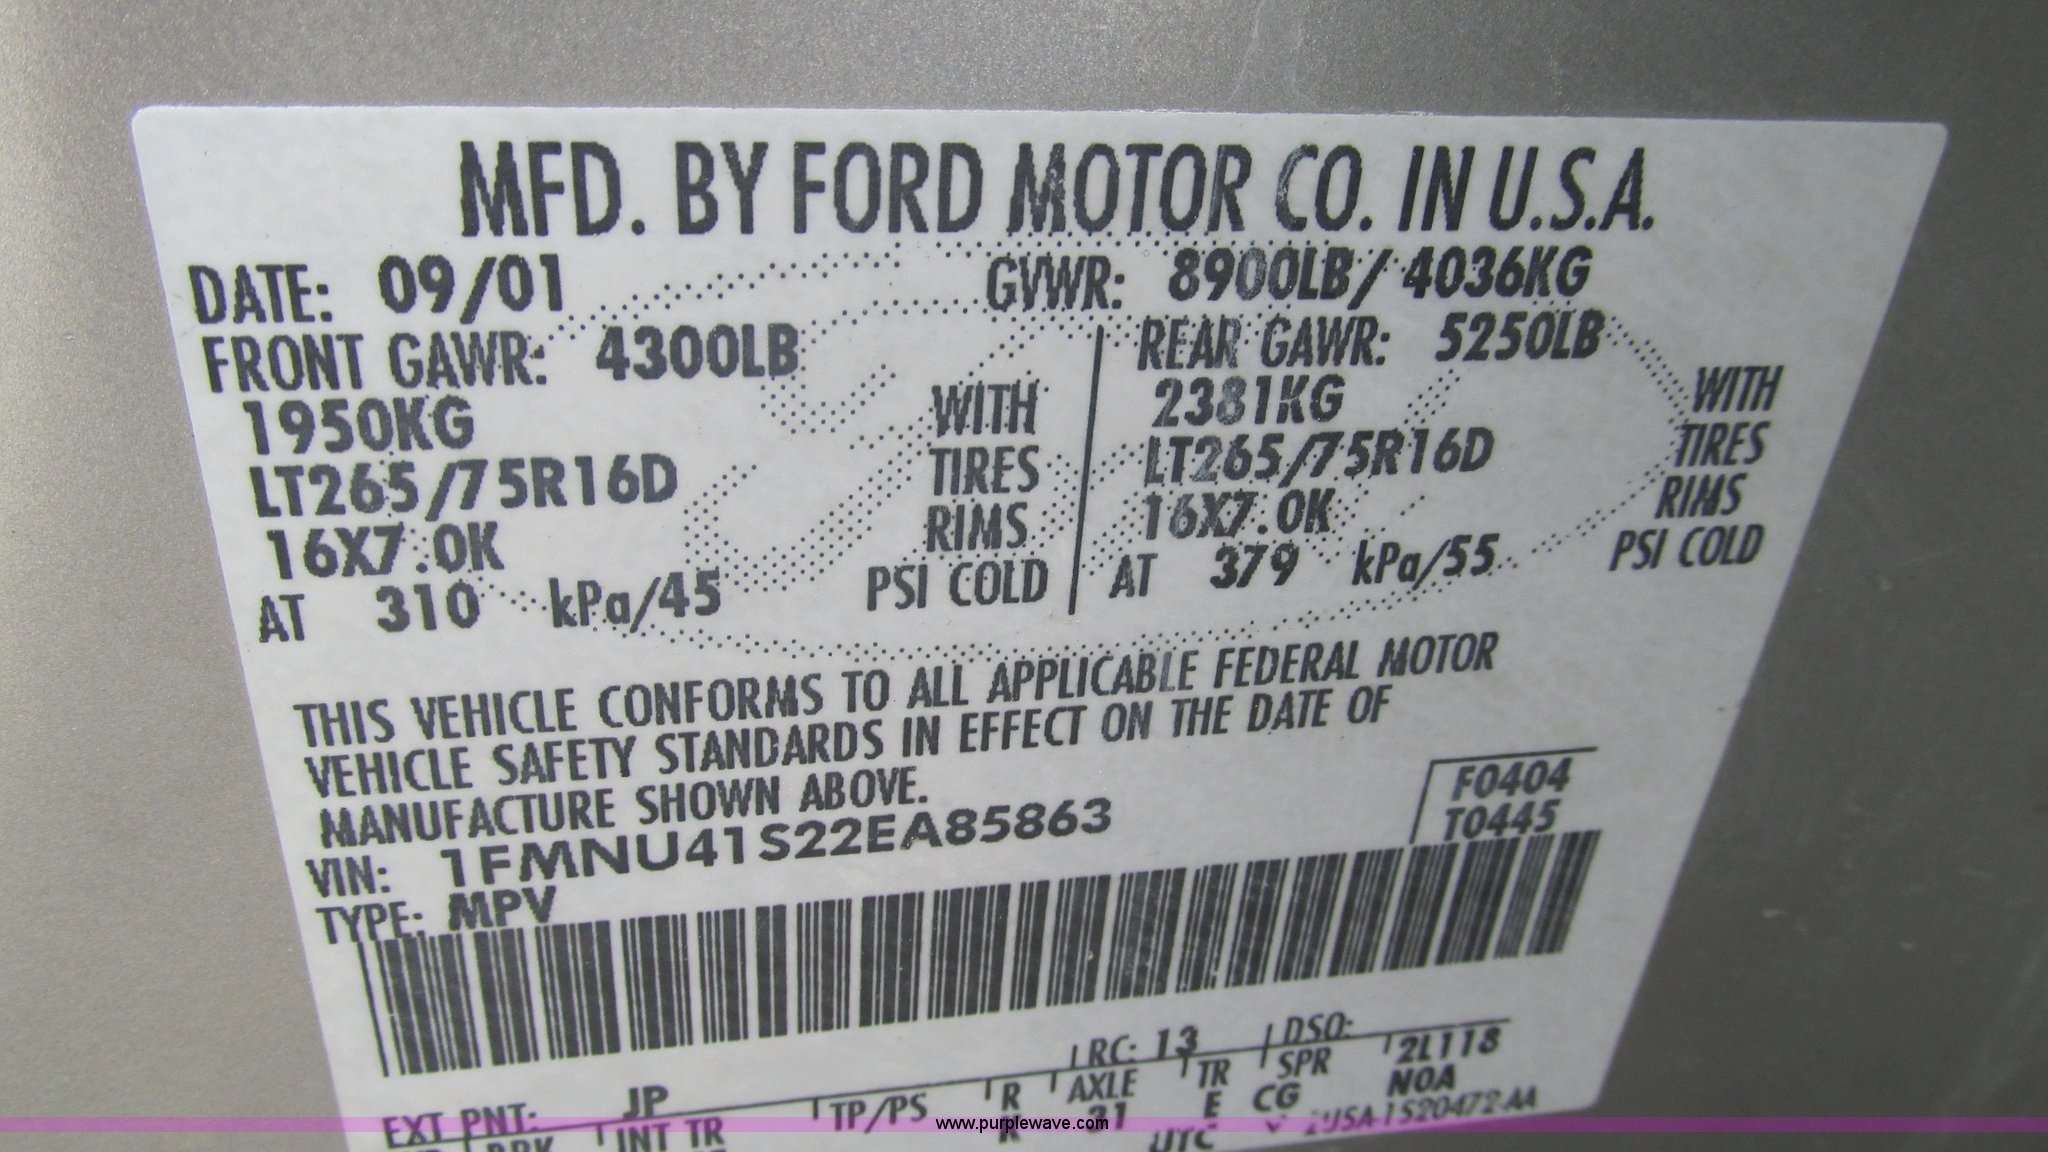 MFD. BY FORD MOTOR CO. IN U.S.A.
DATE: 09/01 GVWR: 8900LB/ 4036KG
FRONT GAWR: 4300LB REAR GAWR: 5250LB
1950KG WITH 2381KG WITH
LT265/75R16D TIRES LT265/75R16D TIRES
16X7.0K RIMS 16X7.0K RIMS
AT 310 kPa/45 PSI COLD AT 379 kPa/55 PSI COLD
THIS VEHICLE CONFORMS TO ALL APPLICABLE FEDERAL MOTOR
VEHICLE SAFETY STANDARDS IN EFFECT ON THE DATE OF
MANUFACTURE SHOWN ABOVE.
F0404
T0445
VIN: 1FMNU41S22EA85863
TYPE: MPV
EXT PNT: JP RC: 13 DSO: 2L118
BRK INT TR TP/PS R AXLE TR SPR N0A
31 E CG
www.purplewave.com